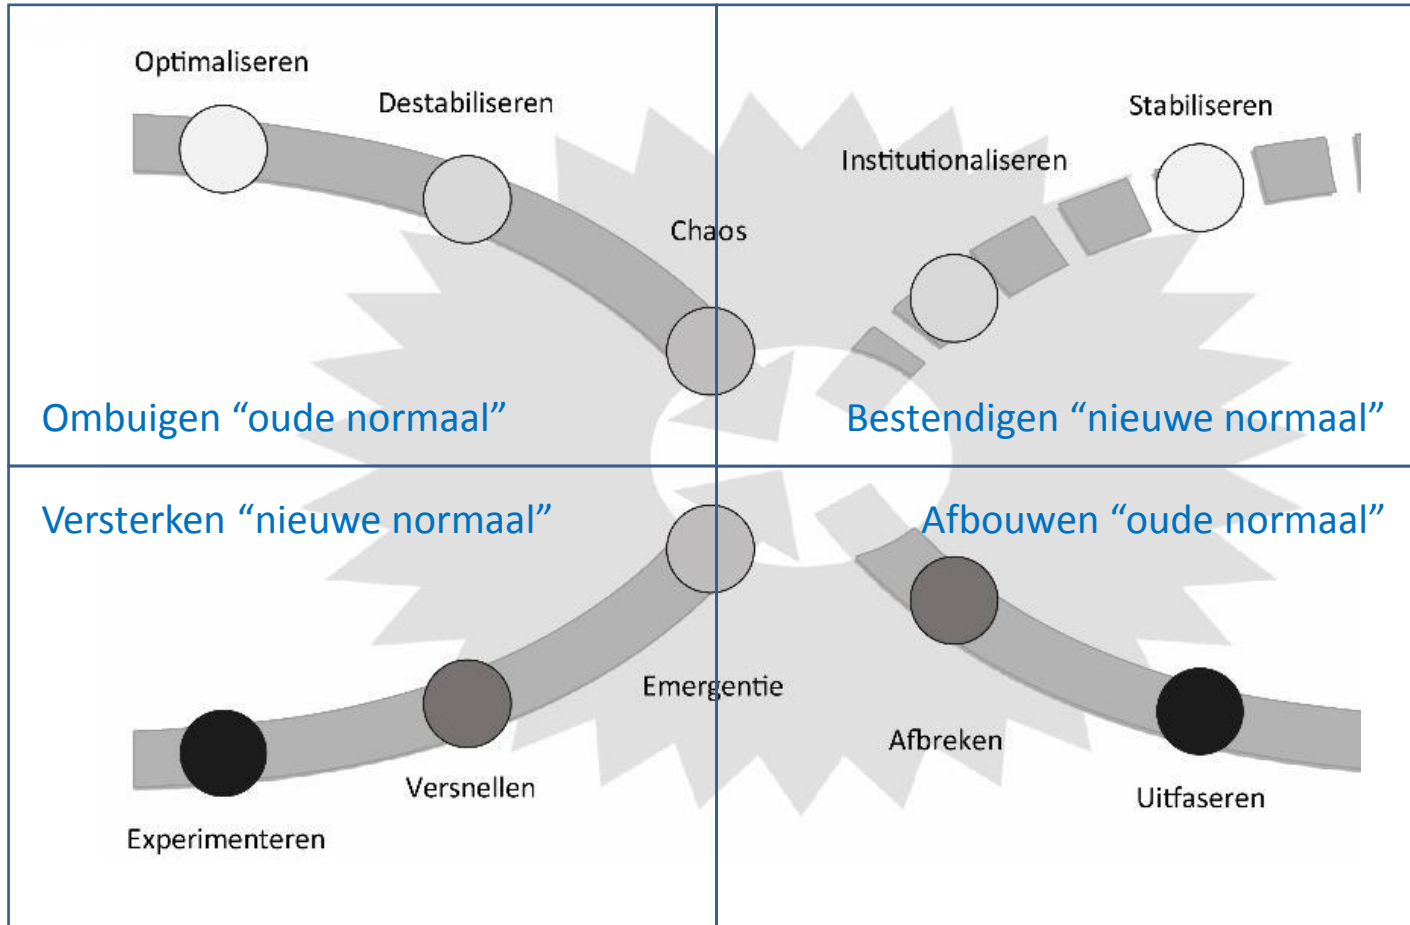 Optimaliseren
Destabiliseren
Chaos
Institutionaliseren
Stabiliseren
Ombuigen “oude normaal”
Bestendigen “nieuwe normaal”
Versterken “nieuwe normaal”
Afbouwen “oude normaal”
Emergentie
Versnellen
Experimenteren
Afbreken
Uitfaseren